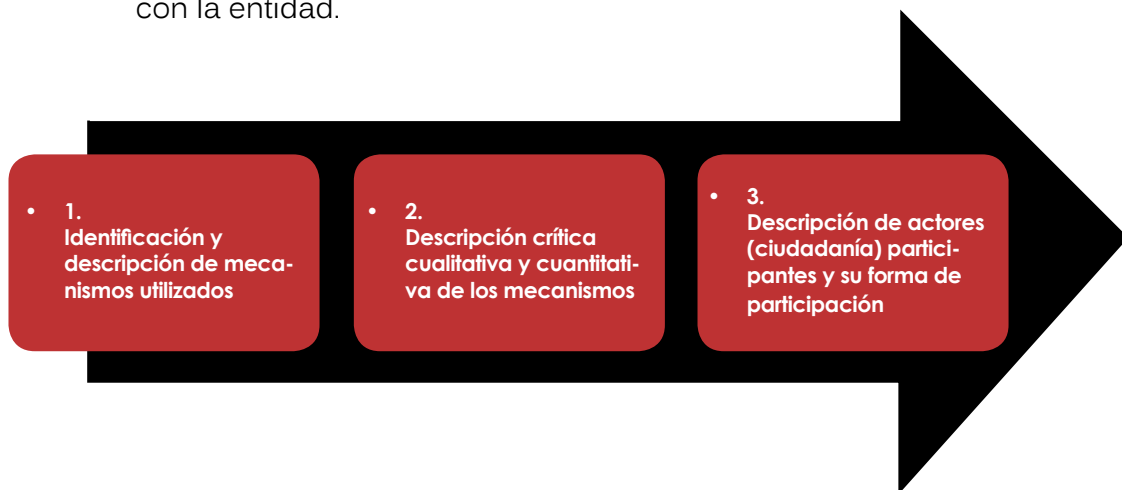 con la entidad.
• 1.
Identificación y
descripción de meca-
nismos utilizados
• 2.
Descripción crítica
cualitativa y cuantitati-
va de los mecanismos
• 3.
Descripción de actores
(ciudadanía) partici-
pantes y su forma de
participación